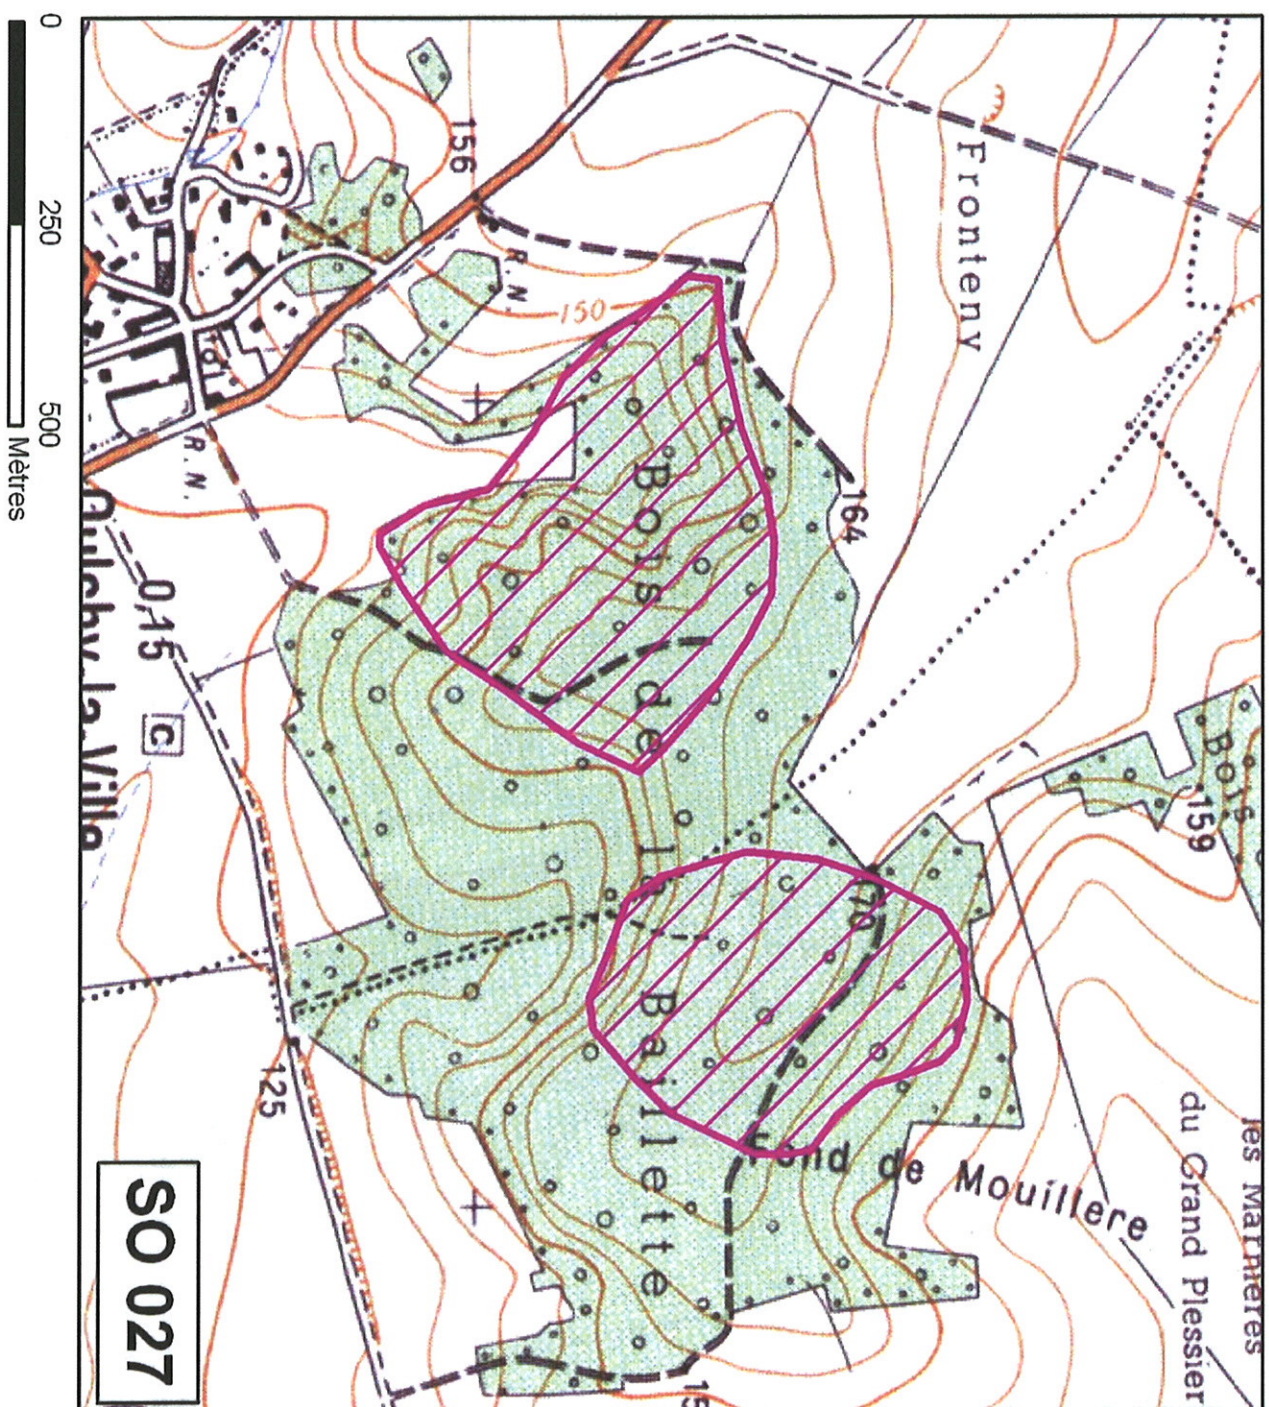 0 250 500 Mètres
156
Fronteny
R.N.
150
164
Bois de la Baillette
R.N.
Oulchy-la-Ville
0,15
C
Bois
159
170
125
Fond de Mouillère
les Marnières
du Grand Plessier
SO 027